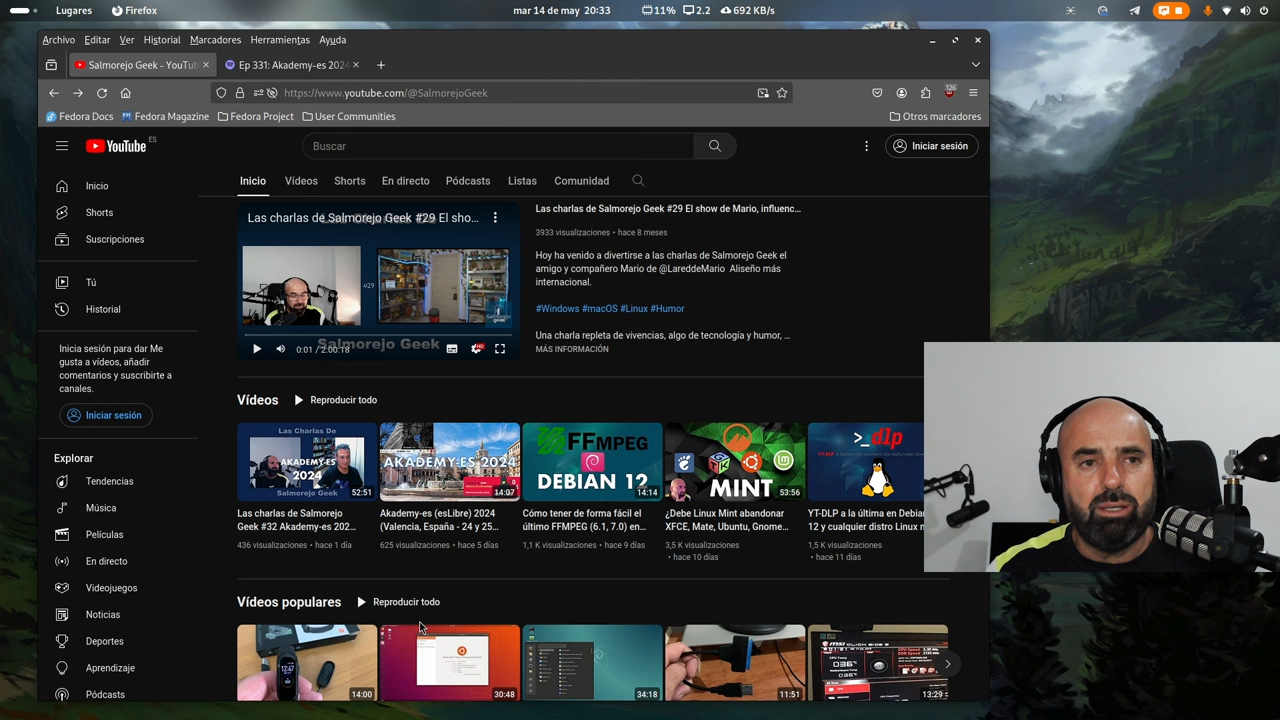 Lugares
Firefox
mar 14 de may 20:33
11%
2.2
692 KB/s
Archivo Editar Ver Historial Marcadores Herramientas Ayuda
Salmorejo Geek - YouTub
Ep 331: Akademy-es 2024
https://www.youtube.com/@SalmorejoGeek
126
Fedora Docs
Fedora Magazine
Fedora Project
User Communities
Otros marcadores
YouTube ES
Buscar
Iniciar sesión
Inicio Vídeos Shorts En directo Pódcasts Listas Comunidad
Inicio
Shorts
Suscripciones
Tú
Historial
Inicia sesión para dar Me
gusta a vídeos, añadir
comentarios y suscribirte a
canales.
Iniciar sesión
Explorar
Tendencias
Música
Películas
En directo
Videojuegos
Noticias
Deportes
Aprendizaje
Pódcasts
Las charlas de Salmorejo Geek #29 El sho...
#29
Salmorejo Geek
0:01 / 2:00:18
Las charlas de Salmorejo Geek #29 El show de Mario, influenc...
3933 visualizaciones • hace 8 meses
Hoy ha venido a divertirse a las charlas de Salmorejo Geek el
amigo y compañero Mario de @LareddeMario Aliseño más
internacional.
#Windows #macOS #Linux #Humor
Una charla repleta de vivencias, algo de tecnología y humor, ...
MÁS INFORMACIÓN
Vídeos
Reproducir todo
Las Charlas De
AKADEMY-ES
2024
Salmorejo Geek
52:51
Las charlas de Salmorejo
Geek #32 Akademy-es 202...
436 visualizaciones • hace 1 día
AKADEMY-ES 2024
14:07
Akademy-es (esLibre) 2024
(Valencia, España - 24 y 25...
625 visualizaciones • hace 5 días
FFMPEG
DEBIAN 12
14:14
Cómo tener de forma fácil el
último FFMPEG (6.1, 7.0) en...
1,1 K visualizaciones • hace 9 días
MINT
53:56
¿Debe Linux Mint abandonar
XFCE, Mate, Ubuntu, Gnome...
3,5 K visualizaciones
• hace 10 días
>_dlp
YT-DLP a la última en Debian
12 y cualquier distro Linux
1,5 K visualizaciones
• hace 11 días
Vídeos populares
Reproducir todo
14:00
30:48
34:18
11:51
13:29